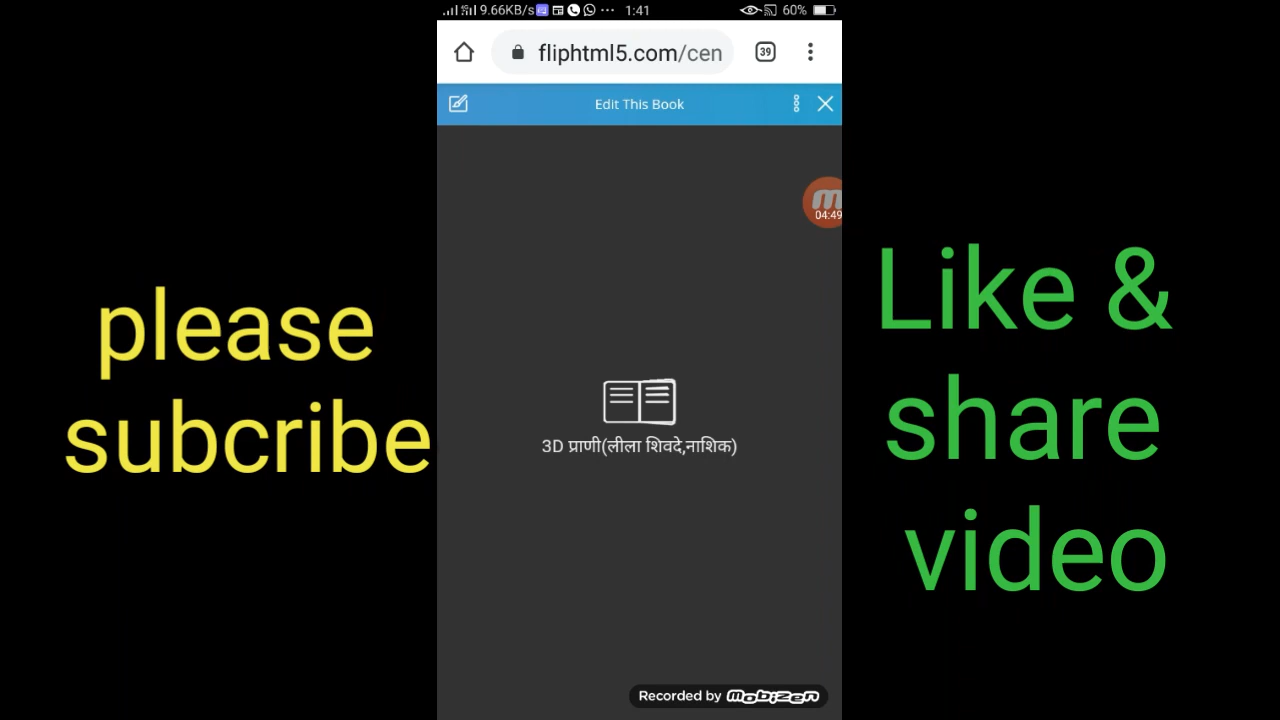 9.66KB/s ... 1:41 60%
fliphtml5.com/cen
39
Edit This Book
04:49
3D प्राणी(लीला शिवदे,नाशिक)
Recorded by Mobizen
please
subcribe
Like &
share
video